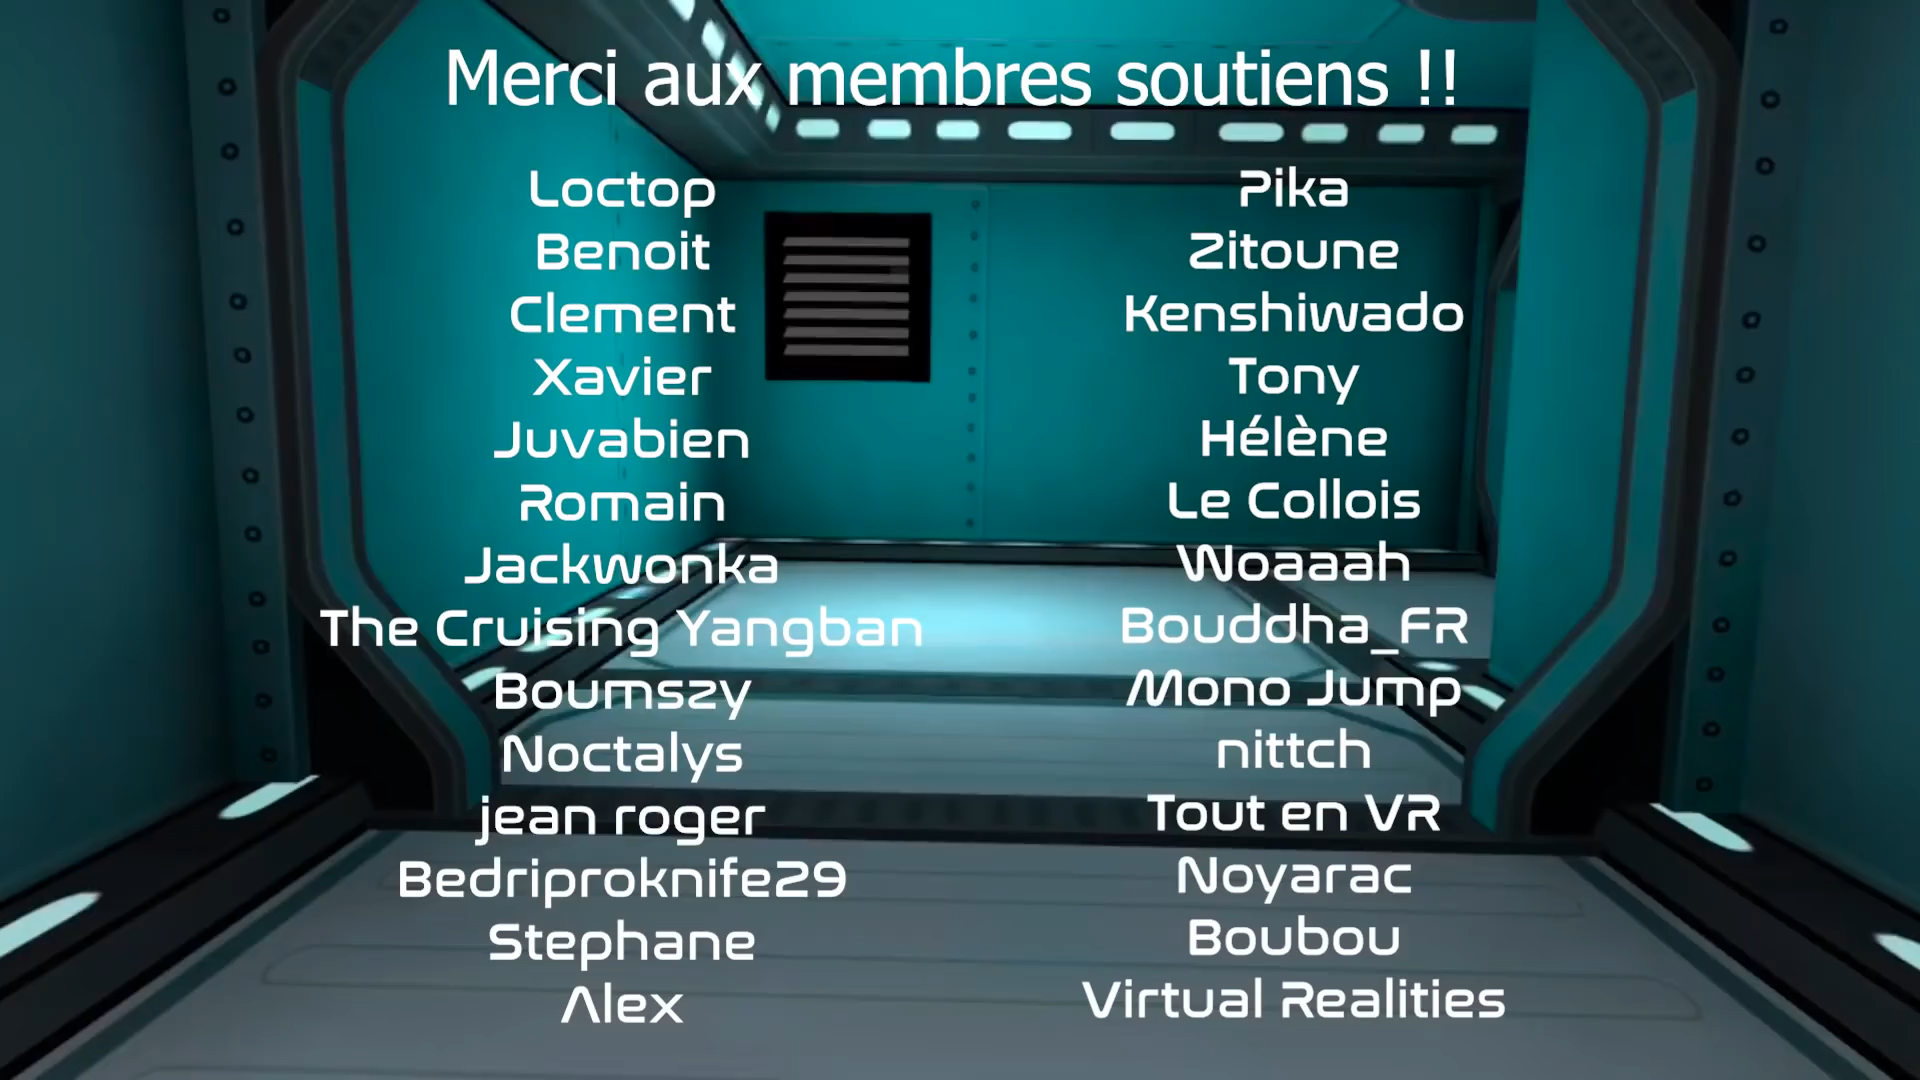 Merci aux membres soutiens !!
Loctop
Benoit
Clement
Xavier
Juvabien
Romain
Jackwonka
The Cruising Yangban
Boumszy
Noctalys
jean roger
Bedriproknife29
Stephane
Alex
Pika
Zitoune
Kenshiwado
Tony
Hélène
Le Collois
Woaaah
Bouddha_FR
Mono Jump
nittch
Tout en VR
Noyarac
Boubou
Virtual Realities